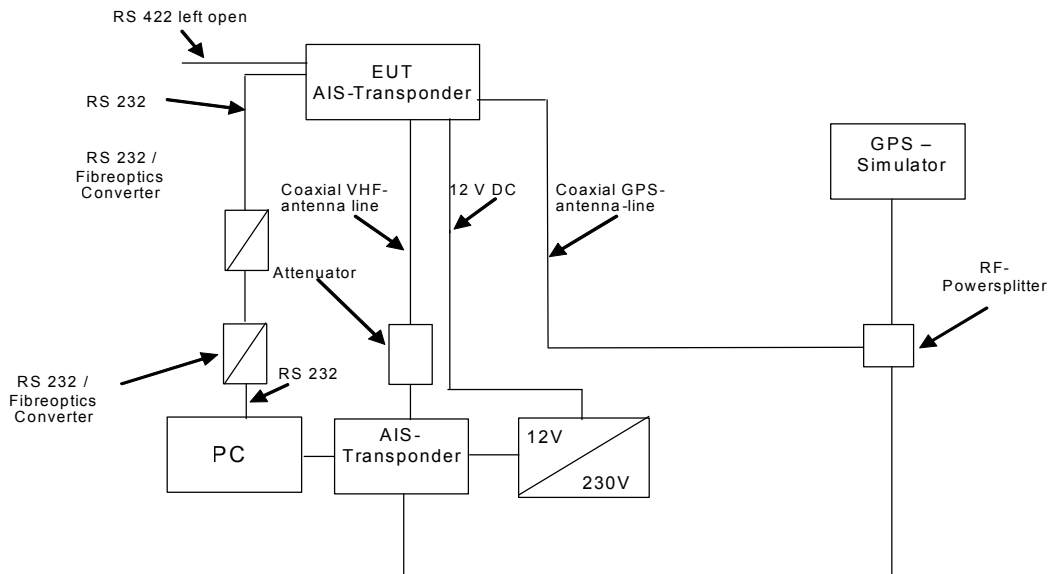 RS 422 left open
EUT
AIS-Transponder
RS 232
GPS –
Simulator
RS 232 /
Fibreoptics
Converter
Coaxial VHF-
antenna line
12 V DC
Coaxial GPS-
antenna-line
Attenuator
RF-
Powersplitter
RS 232 /
Fibreoptics
Converter
RS 232
PC
AIS-
Transponder
12V
230V